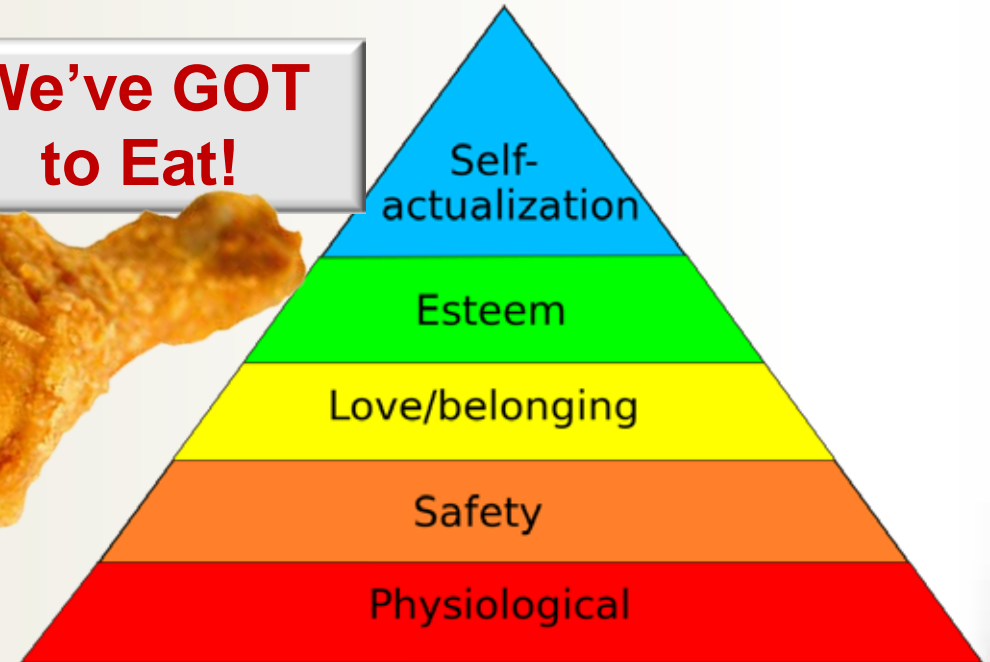 We've GOT
to Eat!
Self-
actualization
Esteem
Love/belonging
Safety
Physiological